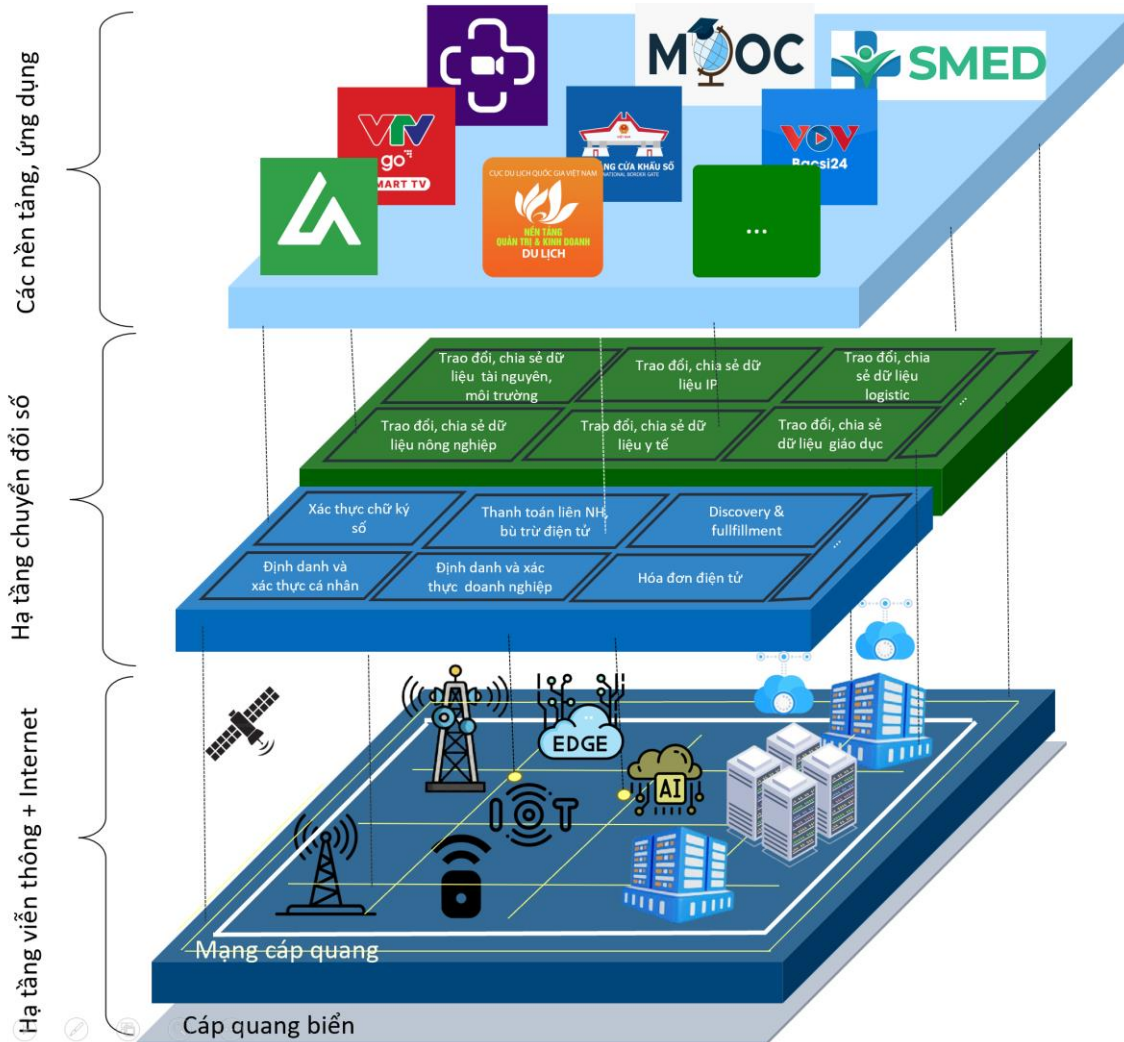 Các nền tảng, ứng dụng
MOOC
SMED
VTV
go
SMART TV
NG CỬA KHẨU SỐ
NATIONAL BORDER GATE
VOV
Bacsi24
CỤC DU LỊCH QUỐC GIA VIỆT NAM
NỀN TẢNG
QUẢN TRỊ & KINH DOANH
DU LỊCH
...
Hạ tầng chuyển đổi số
Trao đổi, chia sẻ dữ
liệu tài nguyên,
môi trường
Trao đổi, chia sẻ dữ
liệu IP
Trao đổi, chia
sẻ dữ liệu
logistic
...
Trao đổi, chia sẻ dữ
liệu nông nghiệp
Trao đổi, chia sẻ dữ
liệu y tế
Trao đổi, chia sẻ
dữ liệu giáo dục
Xác thực chữ ký
số
Thanh toán liên NH,
bù trừ điện tử
Discovery &
fullfillment
...
Định danh và
xác thực cá nhân
Định danh và xác
thực doanh nghiệp
Hóa đơn điện tử
Hạ tầng viễn thông + Internet
EDGE
AI
IOT
Mạng cáp quang
Cáp quang biển